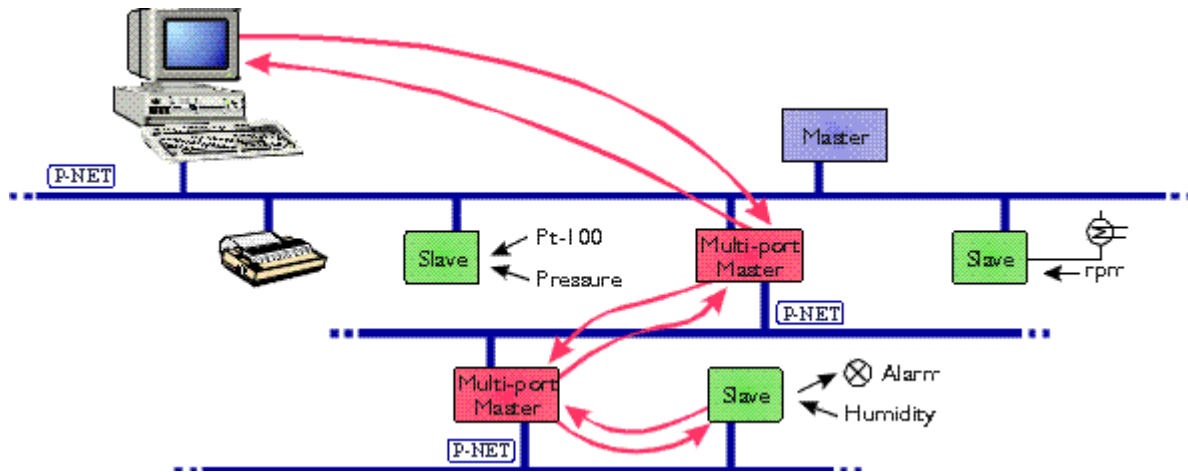 Master
P-NET
Pt-100
Slave
Pressure
Multi-port
Master
Slave
rpm
P-NET
Multi-port
Master
Slave
Alarm
Humidity
P-NET